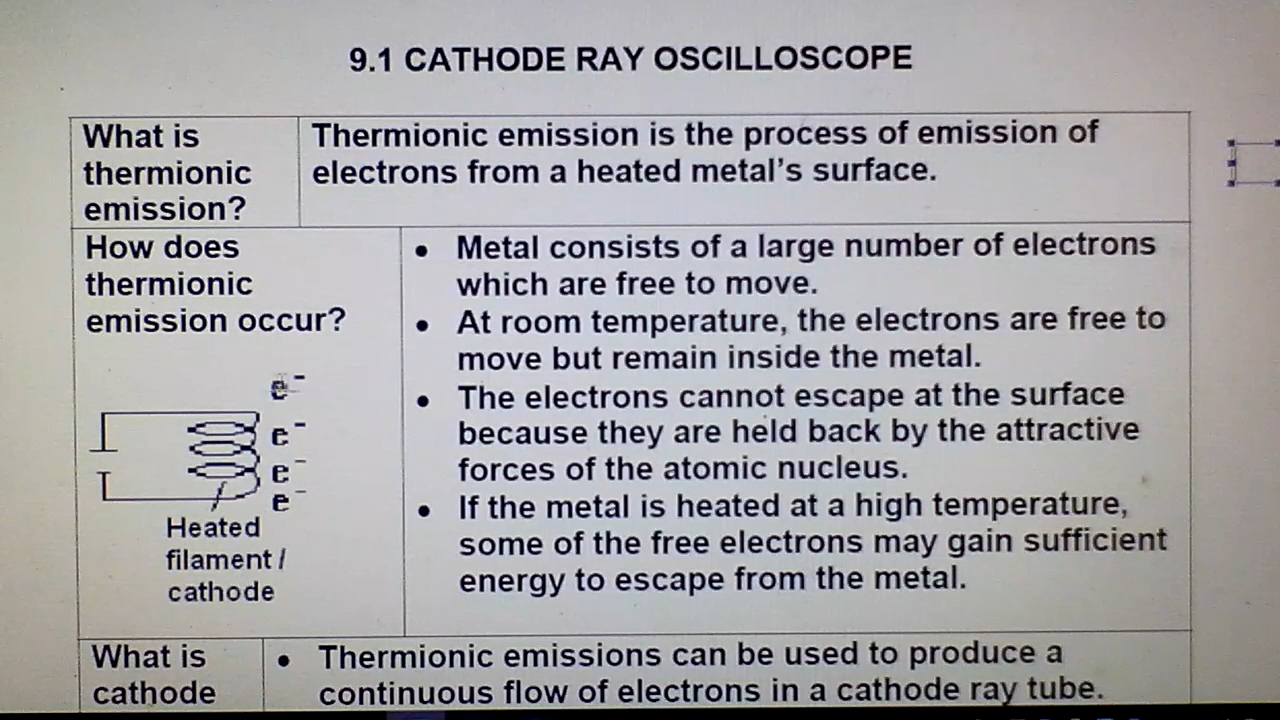 9.1 CATHODE RAY OSCILLOSCOPE
What is
thermionic
emission?
Thermionic emission is the process of emission of
electrons from a heated metal's surface.
How does
thermionic
emission occur?
e⁻
e⁻
e⁻
e⁻
Heated
filament /
cathode
• Metal consists of a large number of electrons
which are free to move.
• At room temperature, the electrons are free to
move but remain inside the metal.
• The electrons cannot escape at the surface
because they are held back by the attractive
forces of the atomic nucleus.
• If the metal is heated at a high temperature,
some of the free electrons may gain sufficient
energy to escape from the metal.
What is
cathode
• Thermionic emissions can be used to produce a
continuous flow of electrons in a cathode ray tube.